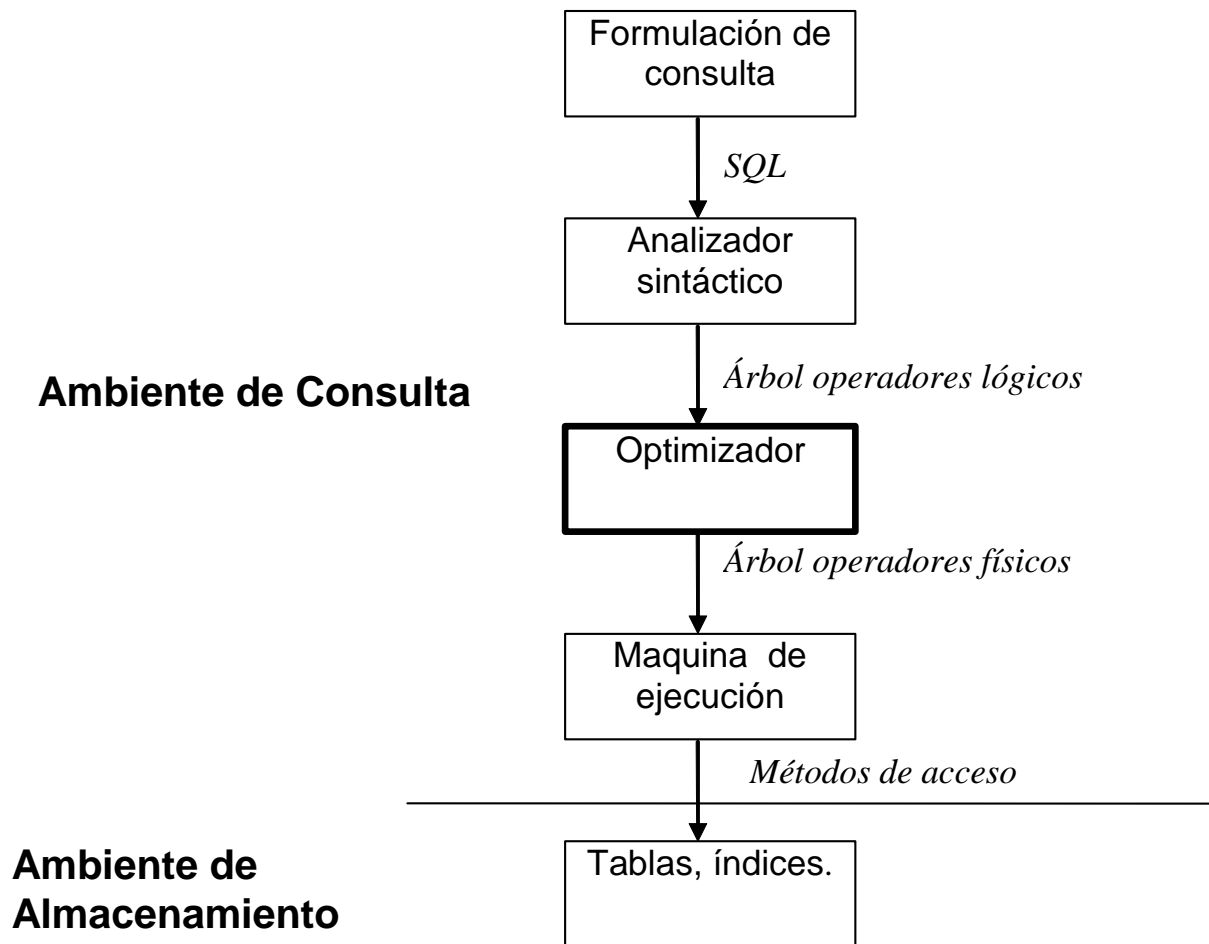 Formulación de
consulta
SQL
Analizador
sintáctico
Árbol operadores lógicos
Ambiente de Consulta
Optimizador
Árbol operadores físicos
Maquina de
ejecución
Métodos de acceso
Tablas, índices.
Ambiente de
Almacenamiento